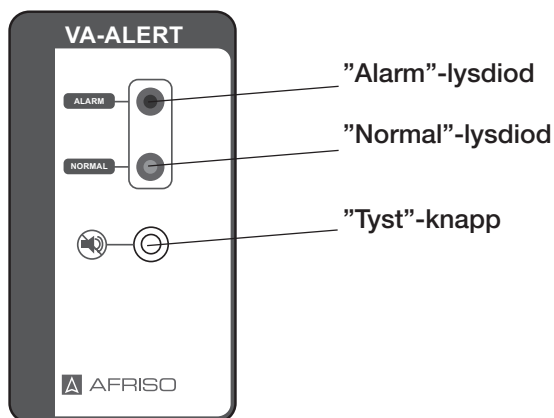 VA-ALERT
ALARM
”Alarm”-lysdiod
NORMAL
”Normal”-lysdiod
”Tyst”-knapp
AFRISO